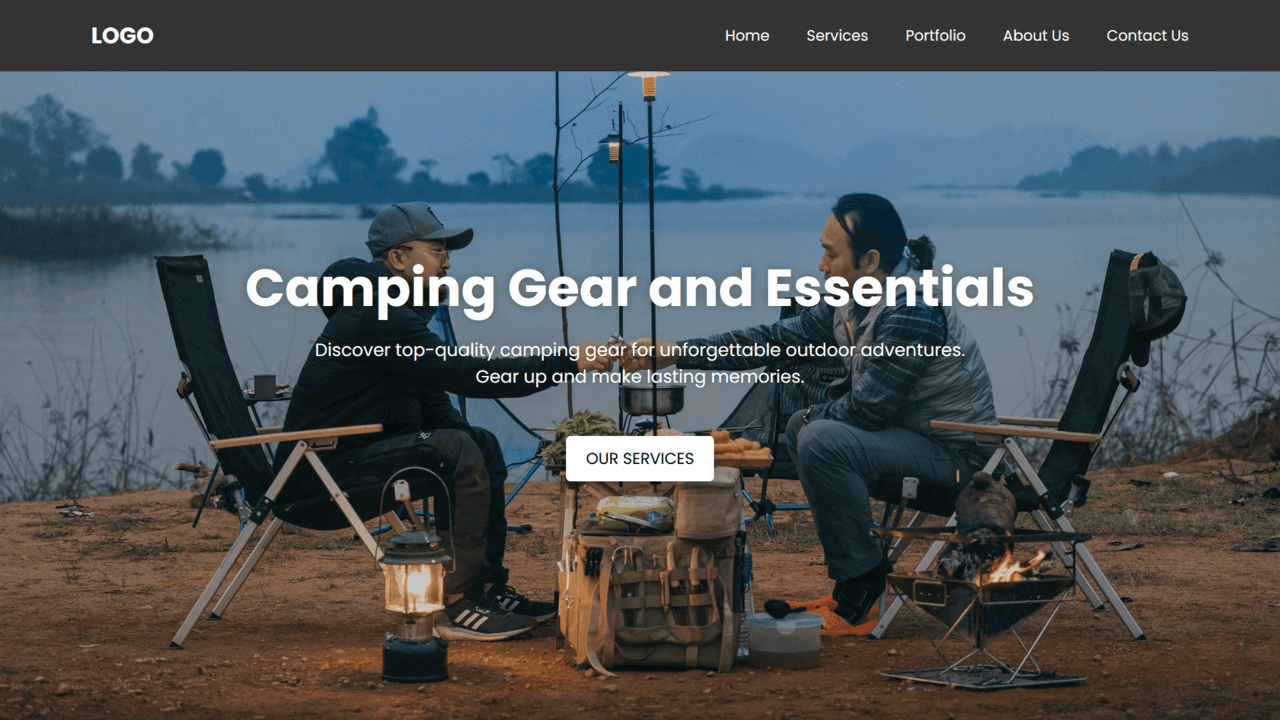 LOGO
Home Services Portfolio About Us Contact Us
Camping Gear and Essentials
Discover top-quality camping gear for unforgettable outdoor adventures.
Gear up and make lasting memories.
OUR SERVICES